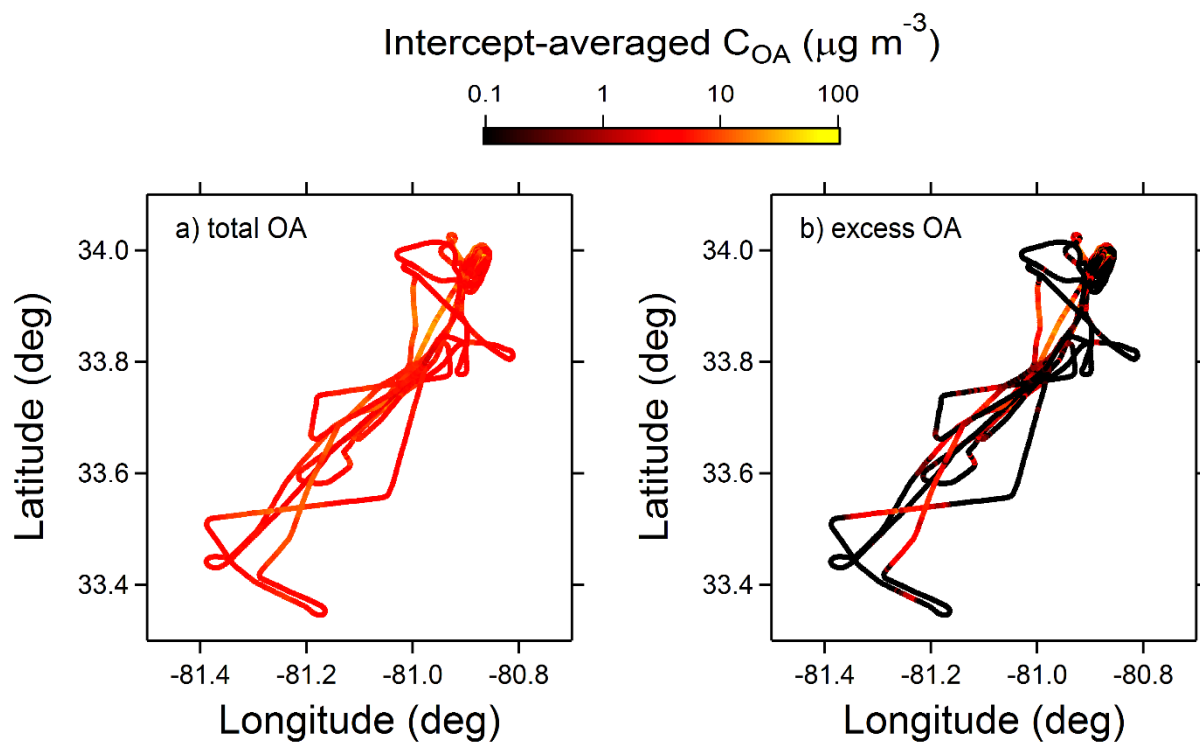 Intercept-averaged C_OA (μg m⁻³)
0.1 1 10 100
a) total OA
b) excess OA
34.0 34.0
33.8 33.8
33.6 33.6
33.4 33.4
Latitude (deg) Latitude (deg)
-81.4 -81.2 -81.0 -80.8 -81.4 -81.2 -81.0 -80.8
Longitude (deg) Longitude (deg)